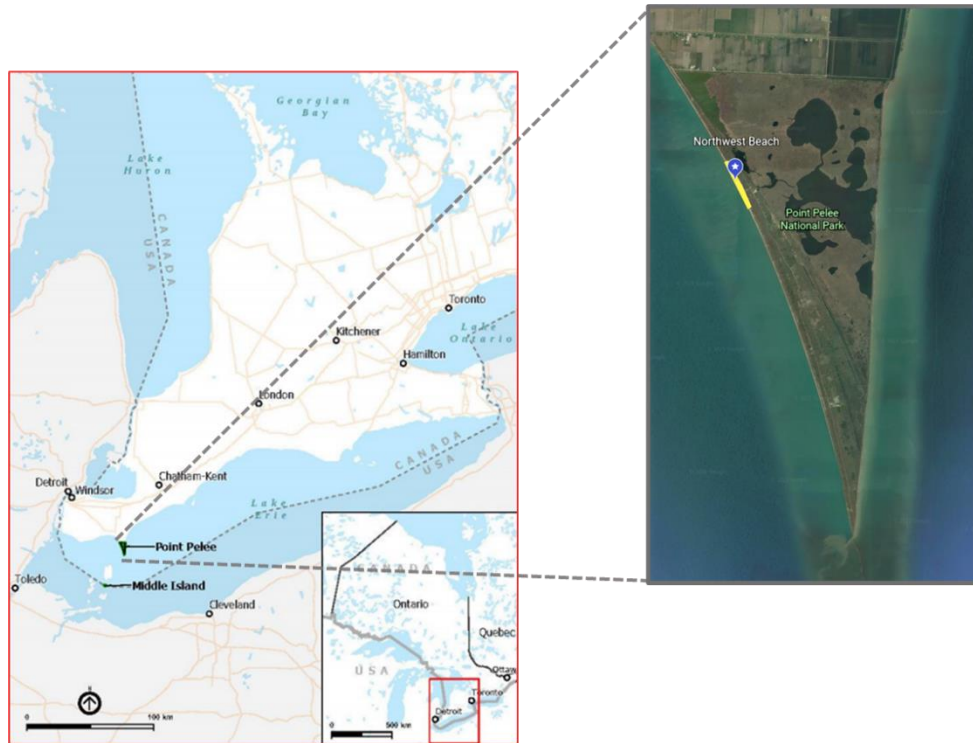 Georgian
Bay
Lake
Huron
CANADA
USA
Toronto
Lake
Ontario
Kitchener
Hamilton
London
CANADA
USA
Chatham-Kent
Detroit
Windsor
Lake
Erie
Point Pelee
Middle Island
Toledo
Cleveland
0
100 km
CANADA
Ontario
Quebec
USA
Ottaw
Toronto
Detroit
0
500 km
Northwest Beach
Point Pelee
National Park